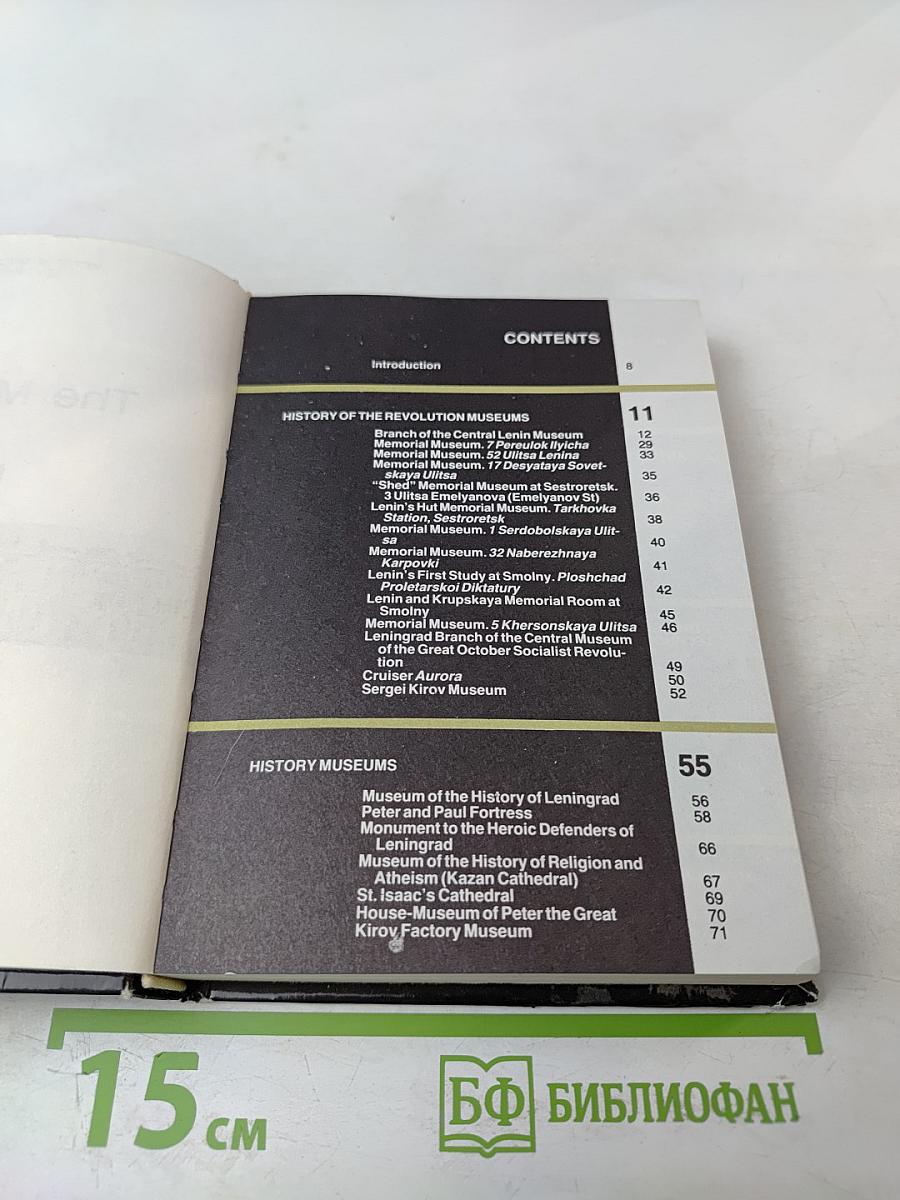 The M
CONTENTS
Introduction 8
HISTORY OF THE REVOLUTION MUSEUMS 11
Branch of the Central Lenin Museum 12
Memorial Museum. 7 Pereulok Ilyicha 29
Memorial Museum. 52 Ulitsa Lenina 33
Memorial Museum. 17 Desyataya Sovet-
skaya Ulitsa 35
"Shed" Memorial Museum at Sestroretsk.
3 Ulitsa Emelyanova (Emelyanov St) 36
Lenin's Hut Memorial Museum. Tarkhovka
Station, Sestroretsk 38
Memorial Museum. 1 Serdobolskaya Ulit-
sa 40
Memorial Museum. 32 Naberezhnaya
Karpovki 41
Lenin's First Study at Smolny. Ploshchad
Proletarskoi Diktatury 42
Lenin and Krupskaya Memorial Room at
Smolny 45
Memorial Museum. 5 Khersonskaya Ulitsa 46
Leningrad Branch of the Central Museum
of the Great October Socialist Revolu-
tion 49
Cruiser Aurora 50
Sergei Kirov Museum 52
HISTORY MUSEUMS 55
Museum of the History of Leningrad 56
Peter and Paul Fortress 58
Monument to the Heroic Defenders of
Leningrad 66
Museum of the History of Religion and
Atheism (Kazan Cathedral) 67
St. Isaac's Cathedral 69
House-Museum of Peter the Great 70
Kirov Factory Museum 71
15 см
БФ БИБЛИОФАН